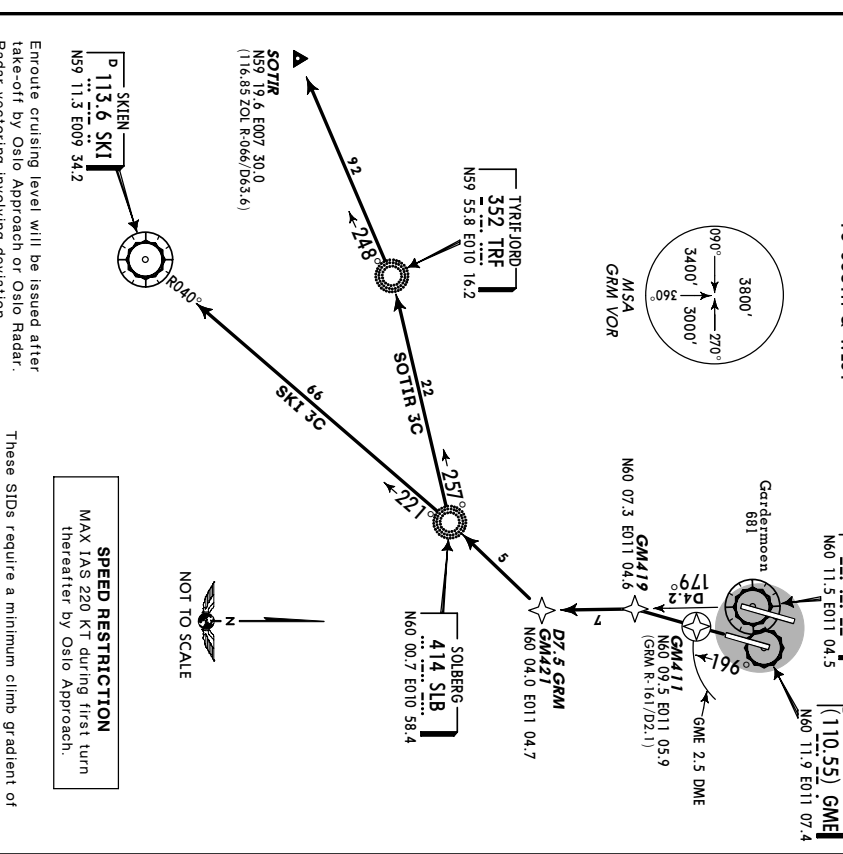 MSA
GRM VOR
3800'
090°
270°
3400'
3000'
360°
Gardermoen
681
N60 11.5 E011 04.5
(110.55) GME
N60 11.9 E011 07.4
196°
GME 2.5 DME
GM411
N60 09.5 E011 05.9
(GRM R-161/D2.1)
179°
D4.2
GM419
N60 07.3 E011 04.6
7
D7.5 GRM
GM421
N60 04.0 E011 04.7
5
SOLBERG
414 SLB
N60 00.7 E010 58.4
257°
221°
22
SOTIR 3C
66
SKI 3C
TYRIFJORD
352 TRF
N59 55.8 E010 16.2
248°
92
SOTIR
N59 19.6 E007 30.0
(116.85 ZOL R-066/D63.6)
R040°
SKIEN
D 113.6 SKI
N59 11.3 E009 34.2
N
NOT TO SCALE
SPEED RESTRICTION
MAX IAS 220 KT during first turn
thereafter by Oslo Approach.
Enroute cruising level will be issued after
take-off by Oslo Approach or Oslo Radar.
Radar vectoring involving deviation
These SIDs require a minimum climb gradient of